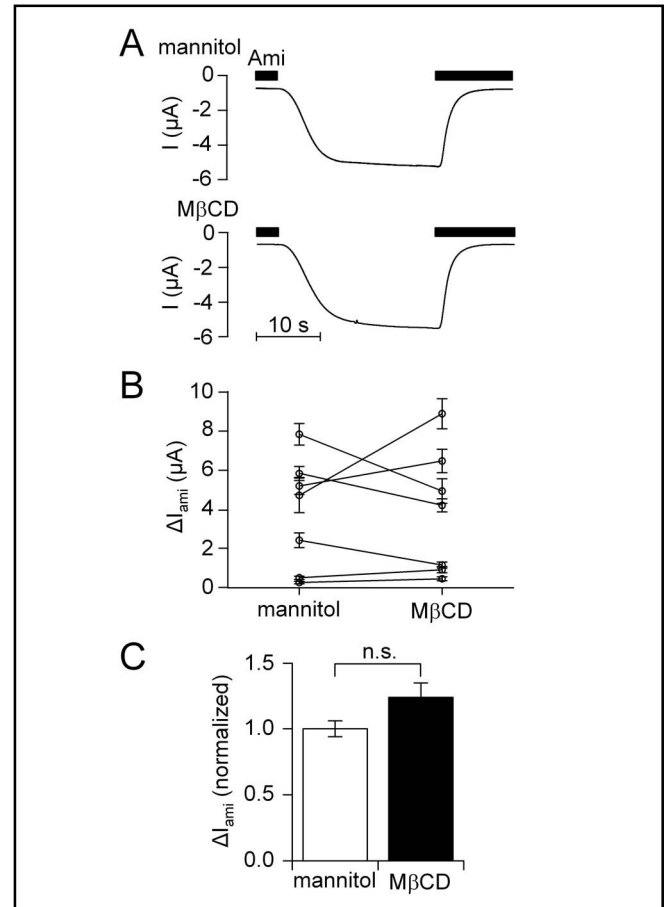 A
mannitol
Ami
0
-2
-4
-6
I (µA)
MβCD
0
-2
-4
-6
I (µA)
10 s
B
10
8
6
4
2
0
ΔIami (µA)
mannitol MβCD
C
n.s.
1.5
1.0
0.5
0.0
ΔIami (normalized)
mannitol MβCD